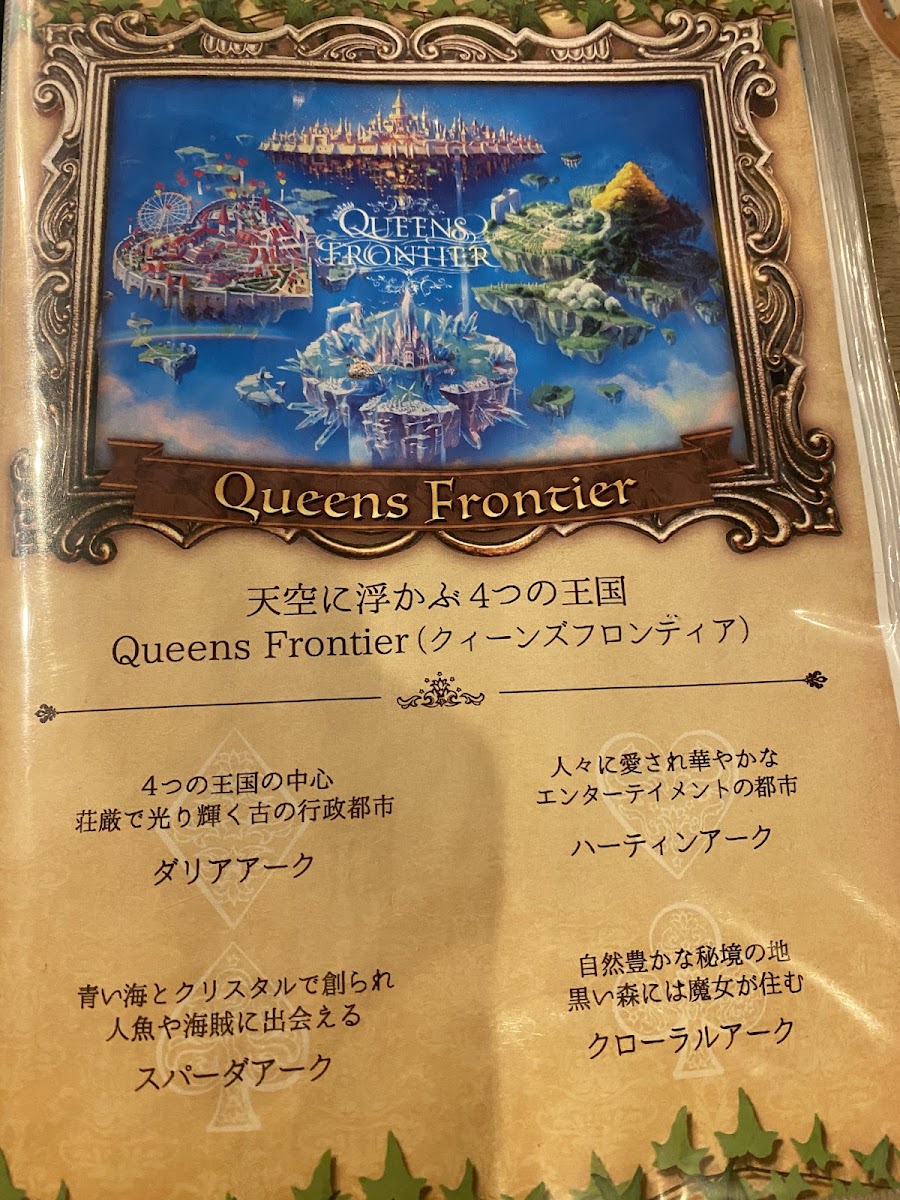 QUEENS
FRONTIER
Queens Frontier
天空に浮かぶ4つの王国
Queens Frontier(クィーンズフロンティア)
4つの王国の中心
荘厳で光り輝く古の行政都市
ダリアアーク
人々に愛され華やかな
エンターテイメントの都市
ハーティンアーク
青い海とクリスタルで創られ
人魚や海賊に出会える
スパーダアーク
自然豊かな秘境の地
黒い森には魔女が住む
クローラルアーク